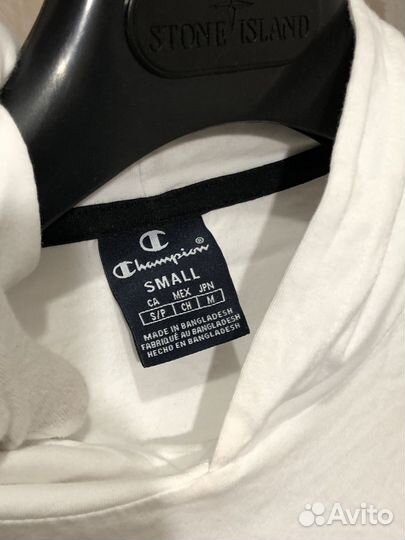 STONE ISLAND
Champion®
SMALL
CA MEX JPN
S/P CH M
MADE IN BANGLADESH
FABRIQUÉ AU BANGLADESH
HECHO EN BANGLADESH
Avito